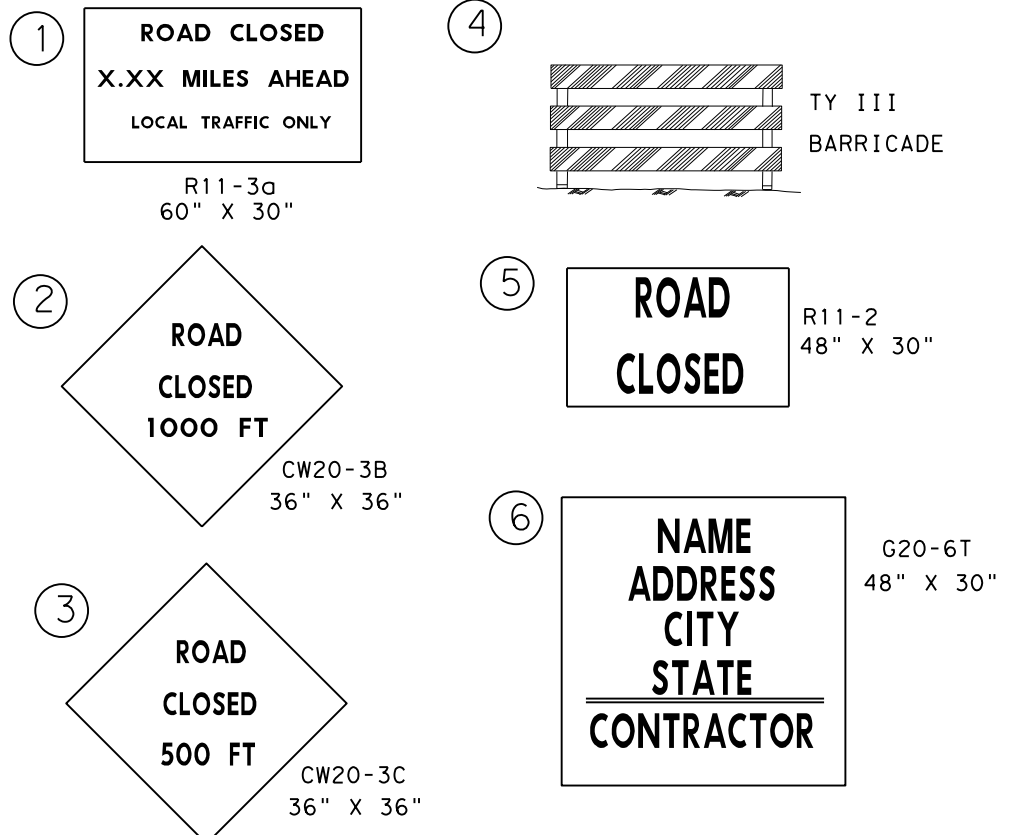 1
ROAD CLOSED
X.XX MILES AHEAD
LOCAL TRAFFIC ONLY
R11-3a
60" X 30"
2
ROAD
CLOSED
1000 FT
CW20-3B
36" X 36"
3
ROAD
CLOSED
500 FT
CW20-3C
36" X 36"
4
TY III
BARRICADE
5
ROAD
CLOSED
R11-2
48" X 30"
6
NAME
ADDRESS
CITY
STATE
CONTRACTOR
G20-6T
48" X 30"